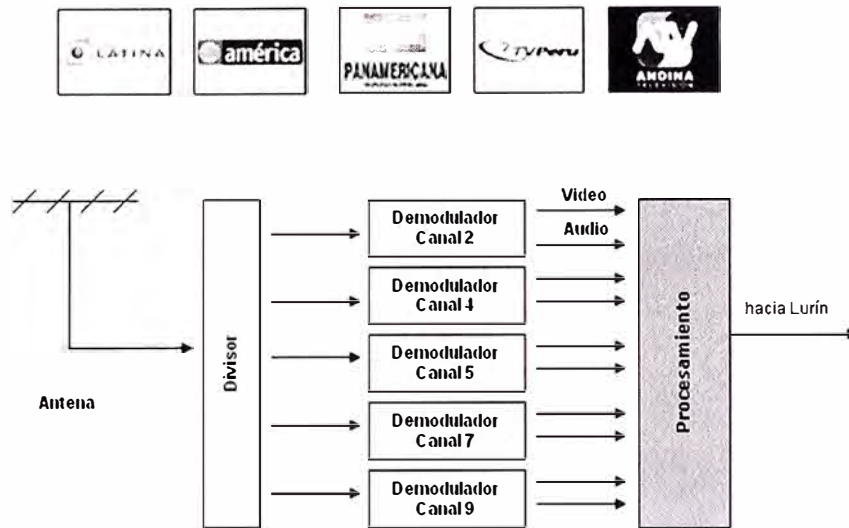 LATINA
américa
PANAMERICANA
TVPerú
ANDINA
TELEVISIÓN
Video
Audio
Demodulador
Canal 2
Demodulador
Canal 4
Demodulador
Canal 5
Demodulador
Canal 7
Demodulador
Canal 9
Divisor
Procesamiento
hacia Lurín
Antena